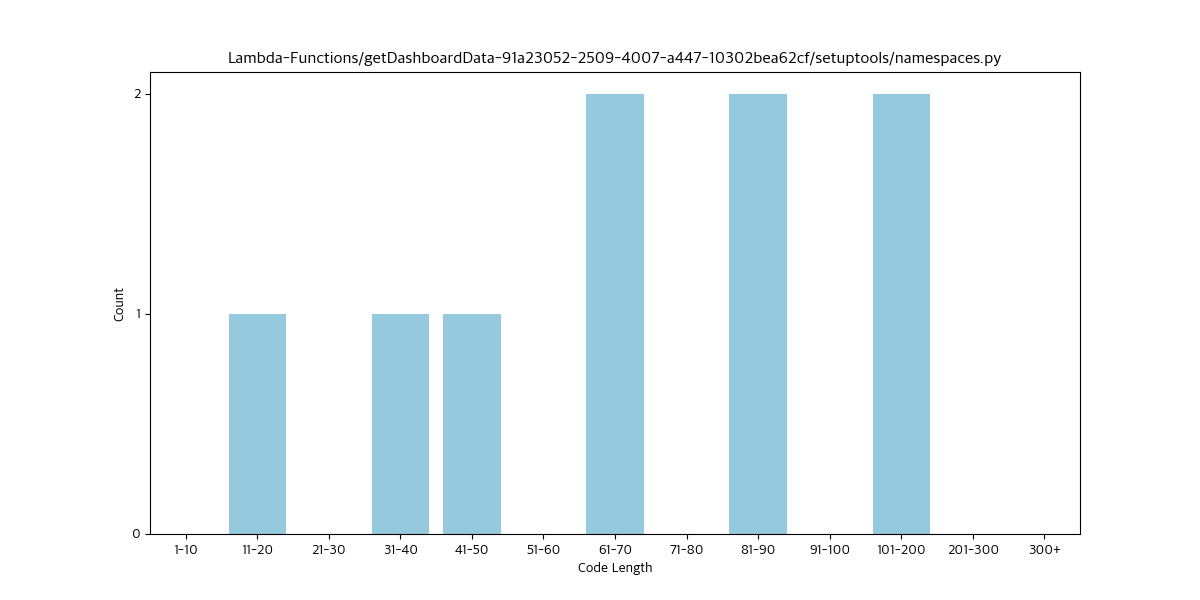 Lambda-Functions/getDashboardData-91a23052-2509-4007-a447-10302bea62cf/setuptools/namespaces.py
2
1
0
Count
1-10 11-20 21-30 31-40 41-50 51-60 61-70 71-80 81-90 91-100 101-200 201-300 300+
Code Length